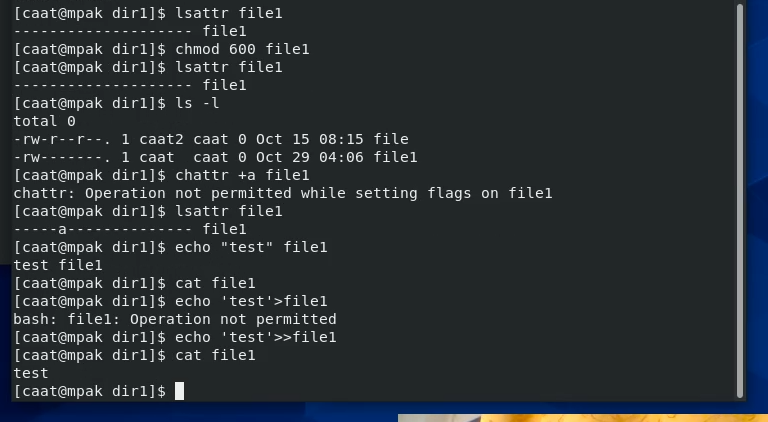 [caat@mpak dir1]$ lsattr file1
-------------------- file1
[caat@mpak dir1]$ chmod 600 file1
[caat@mpak dir1]$ lsattr file1
-------------------- file1
[caat@mpak dir1]$ ls -l
total 0
-rw-r--r--. 1 caat2 caat 0 Oct 15 08:15 file
-rw-------. 1 caat  caat 0 Oct 29 04:06 file1
[caat@mpak dir1]$ chattr +a file1
chattr: Operation not permitted while setting flags on file1
[caat@mpak dir1]$ lsattr file1
-----a-------------- file1
[caat@mpak dir1]$ echo "test" file1
test file1
[caat@mpak dir1]$ cat file1
[caat@mpak dir1]$ echo 'test'>file1
bash: file1: Operation not permitted
[caat@mpak dir1]$ echo 'test'>>file1
[caat@mpak dir1]$ cat file1
test
[caat@mpak dir1]$